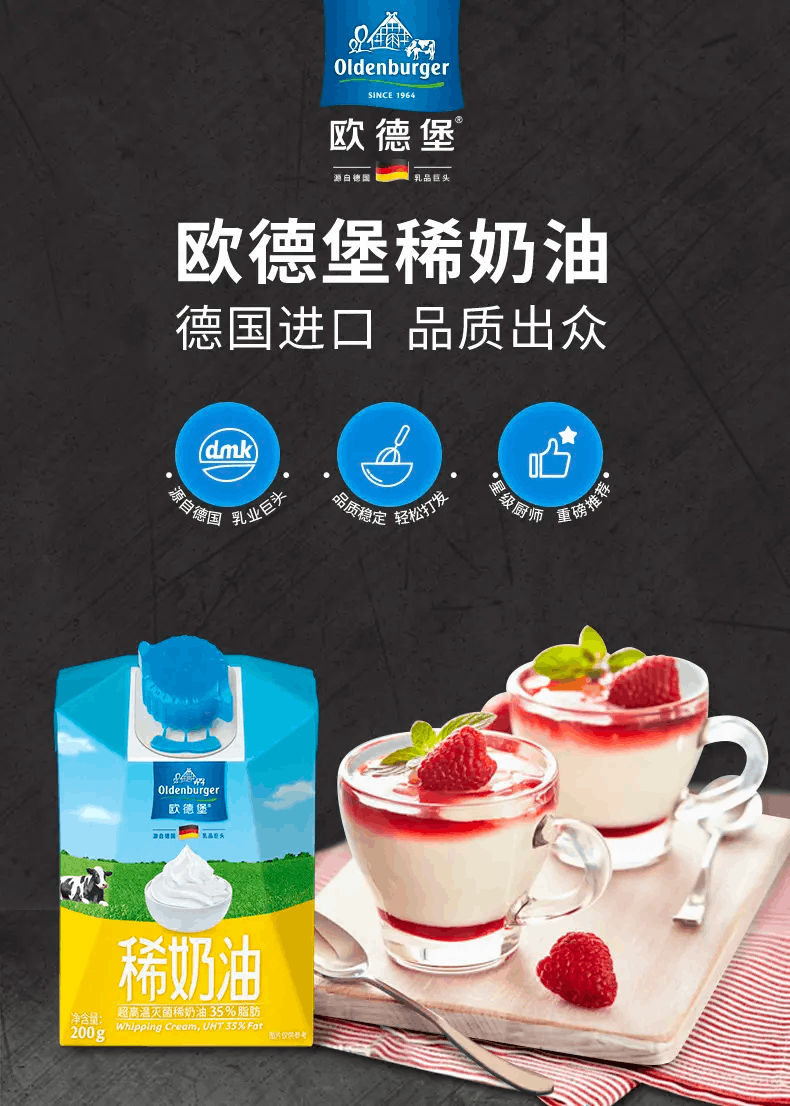 Oldenburger
SINCE 1964
欧德堡®
源自德国 乳品巨头
欧德堡稀奶油
德国进口 品质出众
dmk
源自德国 乳业巨头
品质稳定 轻松打发
星级厨师 重磅推荐
Oldenburger
欧德堡®
源自德国 乳品巨头
稀奶油
超高温灭菌稀奶油 35%脂肪
Whipping Cream, UHT 35% Fat
净含量:
200g
图片仅供参考